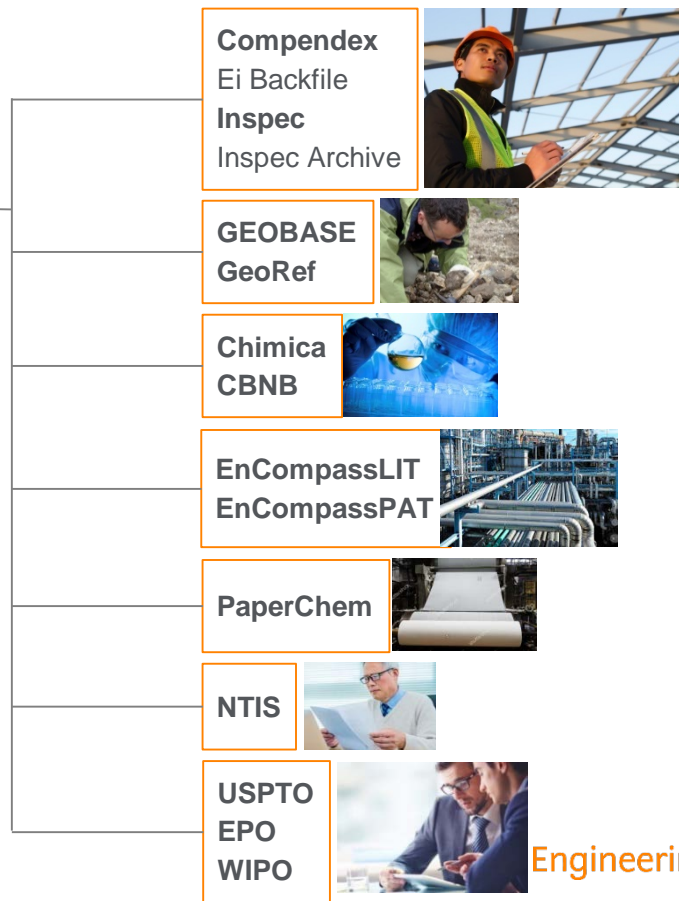 Compendex
Ei Backfile
Inspec
Inspec Archive
GEOBASE
GeoRef
Chimica
CBNB
EnCompassLIT
EnCompassPAT
PaperChem
NTIS
USPTO
EPO
WIPO